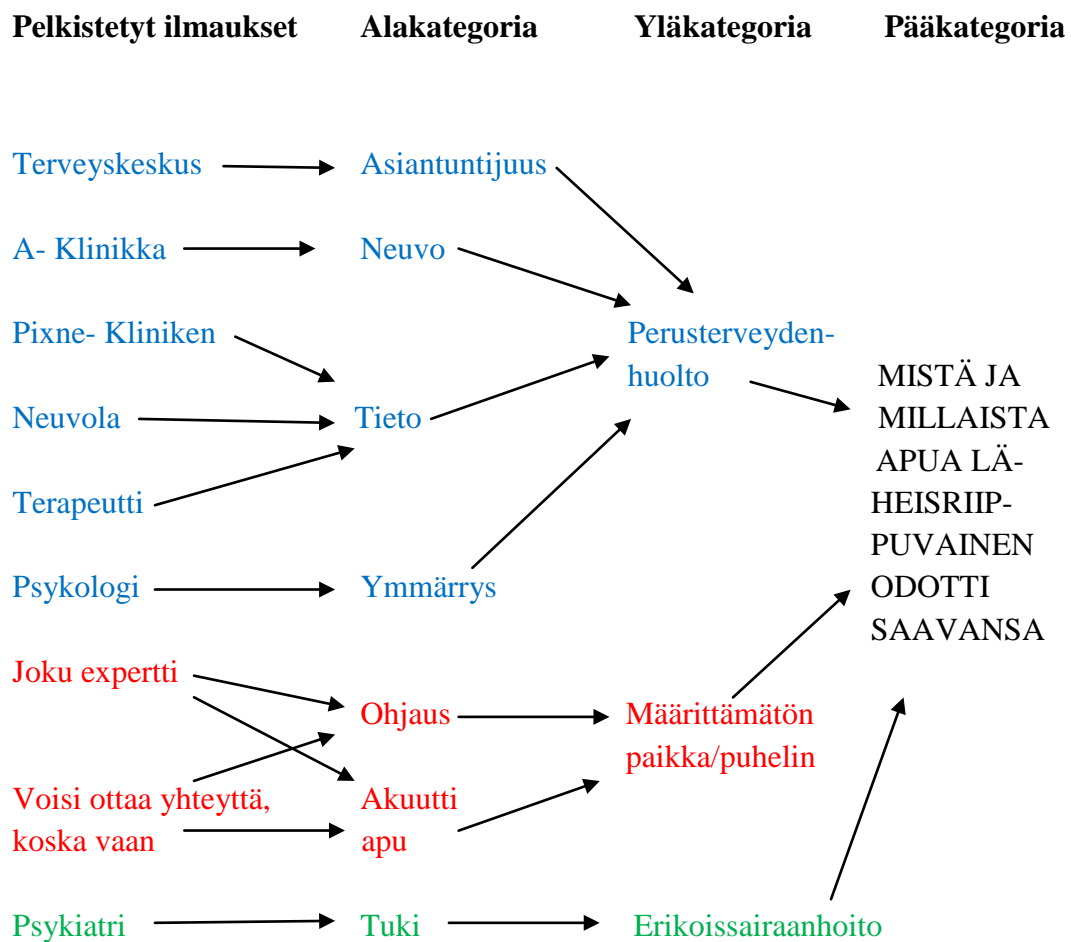 Pelkistetyt ilmaukset Alakategoria Yläkategoria Pääkategoria
Terveyskeskus Asiantuntijuus
A- Klinikka Neuvo
Pixne- Kliniken Perusterveyden-
huolto MISTÄ JA
Neuvola Tieto MILLAISTA
APUA LÄ-
Terapeutti HEISRIIP-
PUVAINEN
Psykologi Ymmärrys ODOTTI
SAAVANSA
Joku expertti
Ohjaus Määrittämätön
paikka/puhelin
Voisi ottaa yhteyttä, Akuutti
koska vaan apu
Psykiatri Tuki Erikoissairaanhoito